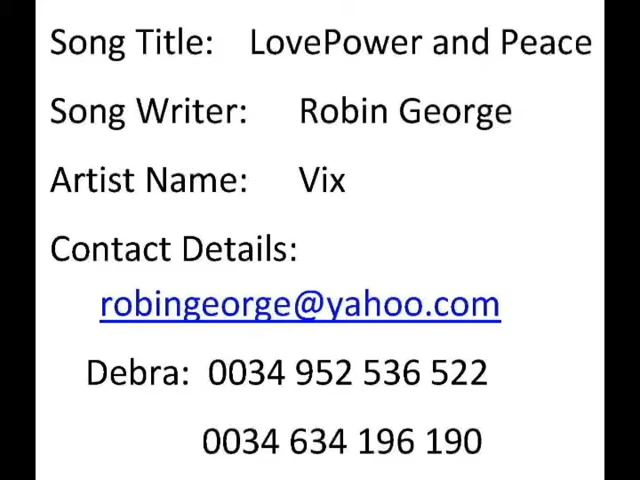 Song Title: LovePower and Peace
Song Writer: Robin George
Artist Name: Vix
Contact Details:
robingeorge@yahoo.com
Debra: 0034 952 536 522
0034 634 196 190